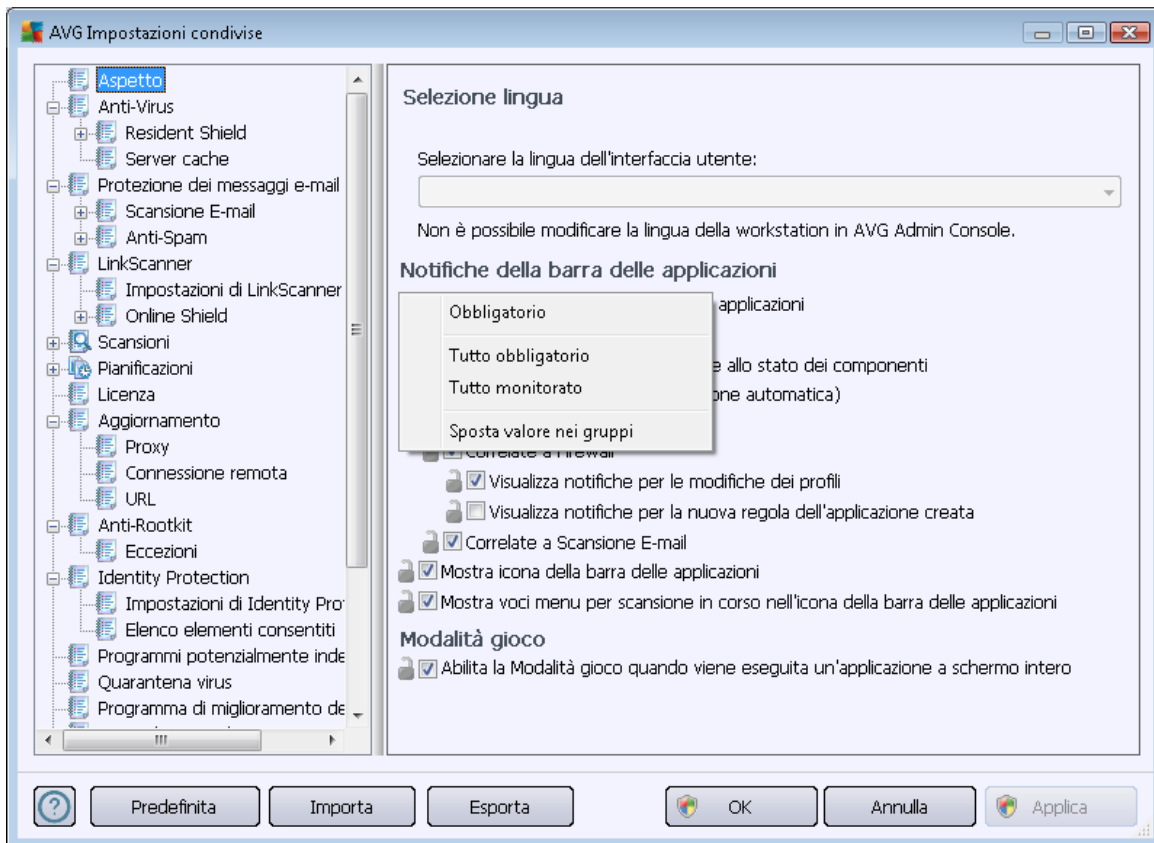 AVG Impostazioni condivise
Aspetto
Anti-Virus
Resident Shield
Server cache
Protezione dei messaggi e-mail
Scansione E-mail
Anti-Spam
LinkScanner
Impostazioni di LinkScanner
Online Shield
Scansioni
Pianificazioni
Licenza
Aggiornamento
Proxy
Connessione remota
URL
Anti-Rootkit
Eccezioni
Identity Protection
Impostazioni di Identity Pro
Elenco elementi consentiti
Programmi potenzialmente inde
Quarantena virus
Programma di miglioramento de
Selezione lingua
Selezionare la lingua dell'interfaccia utente:
Non è possibile modificare la lingua della workstation in AVG Admin Console.
Notifiche della barra delle applicazioni
applicazioni
Obbligatorio
Tutto obbligatorio
e allo stato dei componenti
Tutto monitorato
one automatica)
Sposta valore nei gruppi
Correlate a Firewall
Visualizza notifiche per le modifiche dei profili
Visualizza notifiche per la nuova regola dell'applicazione creata
Correlate a Scansione E-mail
Mostra icona della barra delle applicazioni
Mostra voci menu per scansione in corso nell'icona della barra delle applicazioni
Modalità gioco
Abilita la Modalità gioco quando viene eseguita un'applicazione a schermo intero
Predefinita
Importa
Esporta
OK
Annulla
Applica